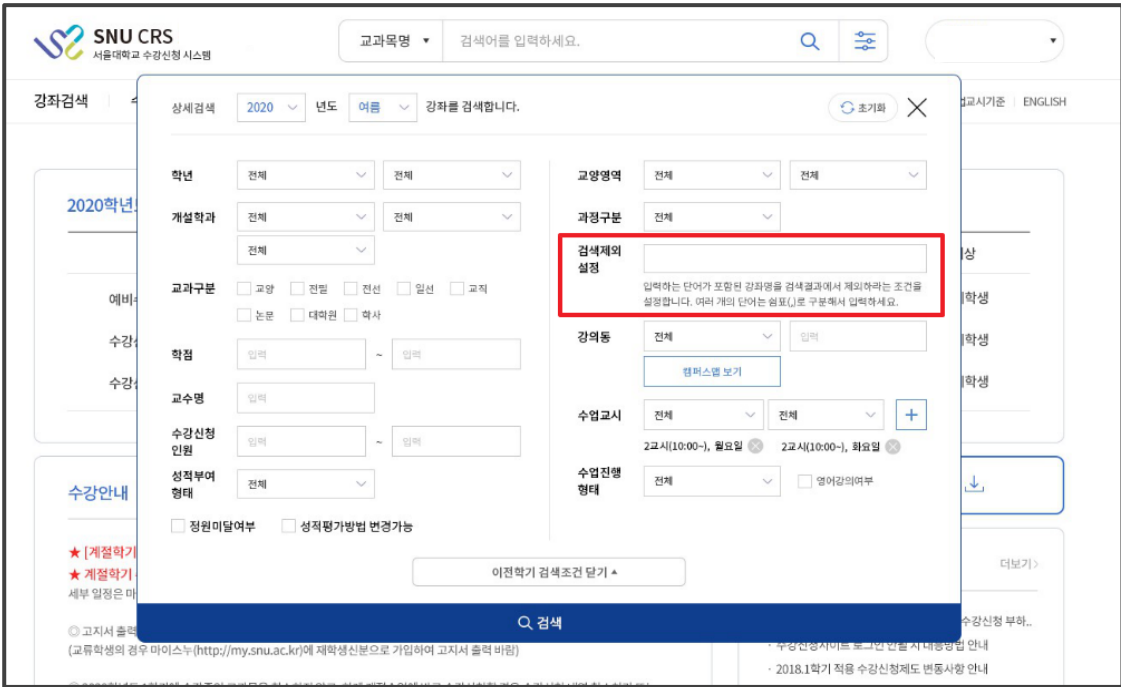 SNU CRS
서울대학교 수강신청 시스템
교과목명 ▼ 검색어를 입력하세요.
강좌검색
업교시기준 ENGLISH
상세검색 2020 년도 여름 강좌를 검색합니다.
초기화
학년 전체 전체
개설학과 전체 전체
전체
교과구분 교양 전필 전선 일선 교직
논문 대학원 학사
학점 입력 ~ 입력
교수명 입력
수강신청
인원 입력 ~ 입력
성적부여
형태 전체
정원미달여부 성적평가방법 변경가능
교양영역 전체 전체
과정구분 전체
검색제외
설정
입력하는 단어가 포함된 강좌명을 검색결과에서 제외하라는 조건을
설정합니다. 여러 개의 단어는 쉼표(,)로 구분해서 입력하세요.
강의동 전체 입력
캠퍼스맵 보기
수업교시 전체 전체 +
2교시(10:00~), 월요일 2교시(10:00~), 화요일
수업진행
형태 전체 영어강의여부
이전학기 검색조건 닫기 ▲
검색
2020학년
예비
수강
수강
상
학생
학생
학생
수강안내
★ [계절학기
★ 계절학기
세부 일정은 마
◎ 고지서 출력
(교류학생의 경우 마이스누(http://my.snu.ac.kr)에 재학생신분으로 가입하여 고지서 출력 바람)
더보기 >
수강신청 부하..
· 수강신청사이트 로그인 안될 시 대응방법 안내
· 2018.1학기 적용 수강신청제도 변동사항 안내